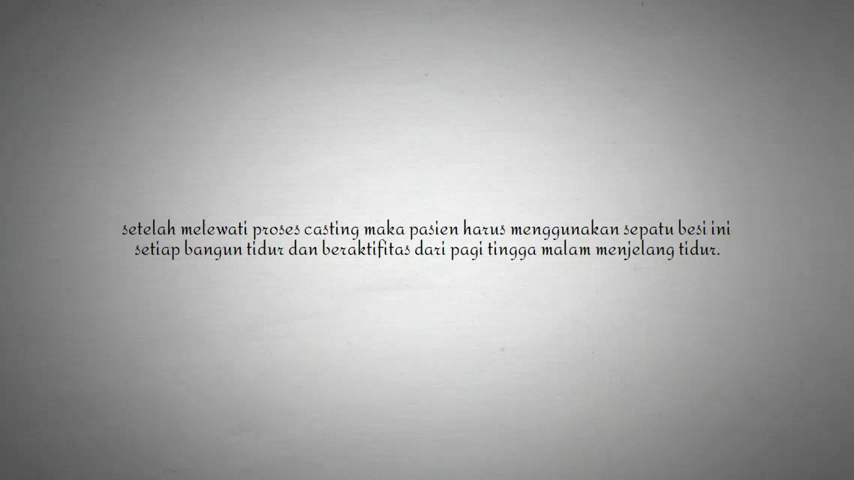 setelah melewati proses casting maka pasien harus menggunakan sepatu besi ini
setiap bangun tidur dan beraktifitas dari pagi tingga malam menjelang tidur.